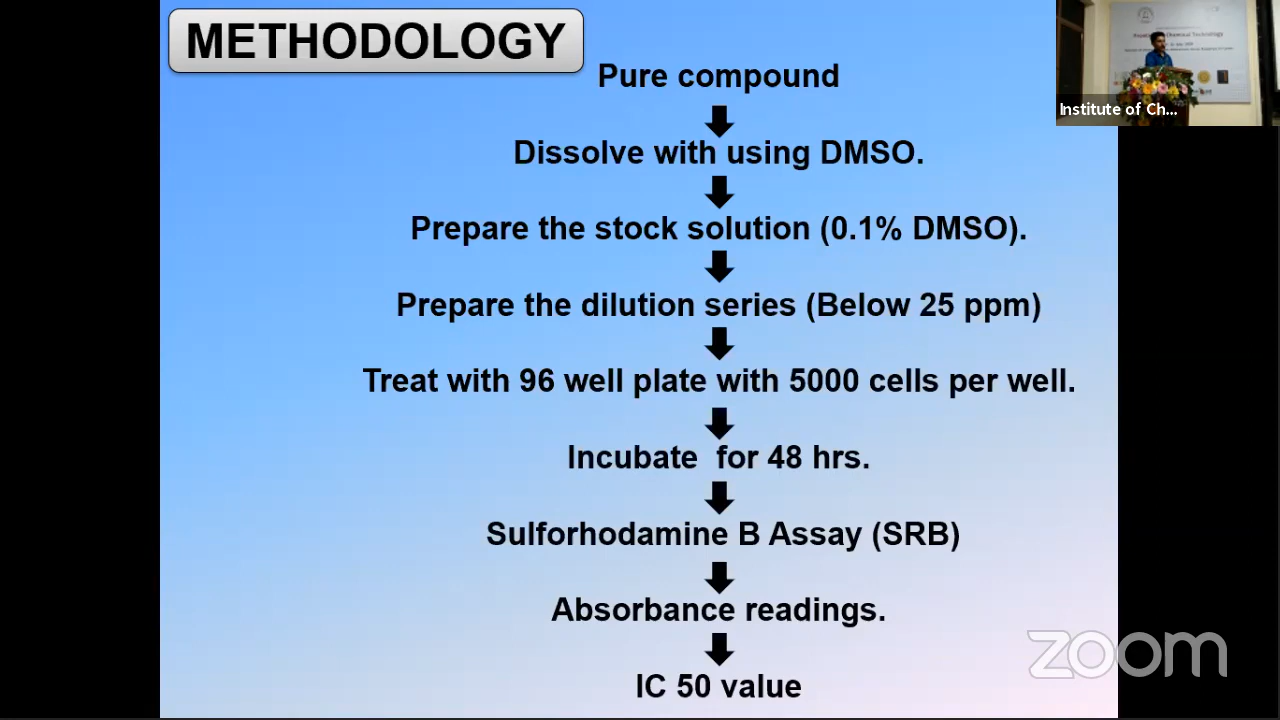 METHODOLOGY
Pure compound
Dissolve with using DMSO.
Prepare the stock solution (0.1% DMSO).
Prepare the dilution series (Below 25 ppm)
Treat with 96 well plate with 5000 cells per well.
Incubate for 48 hrs.
Sulforhodamine B Assay (SRB)
Absorbance readings.
IC 50 value
Chemical Technology
Institute of Ch...
zoom